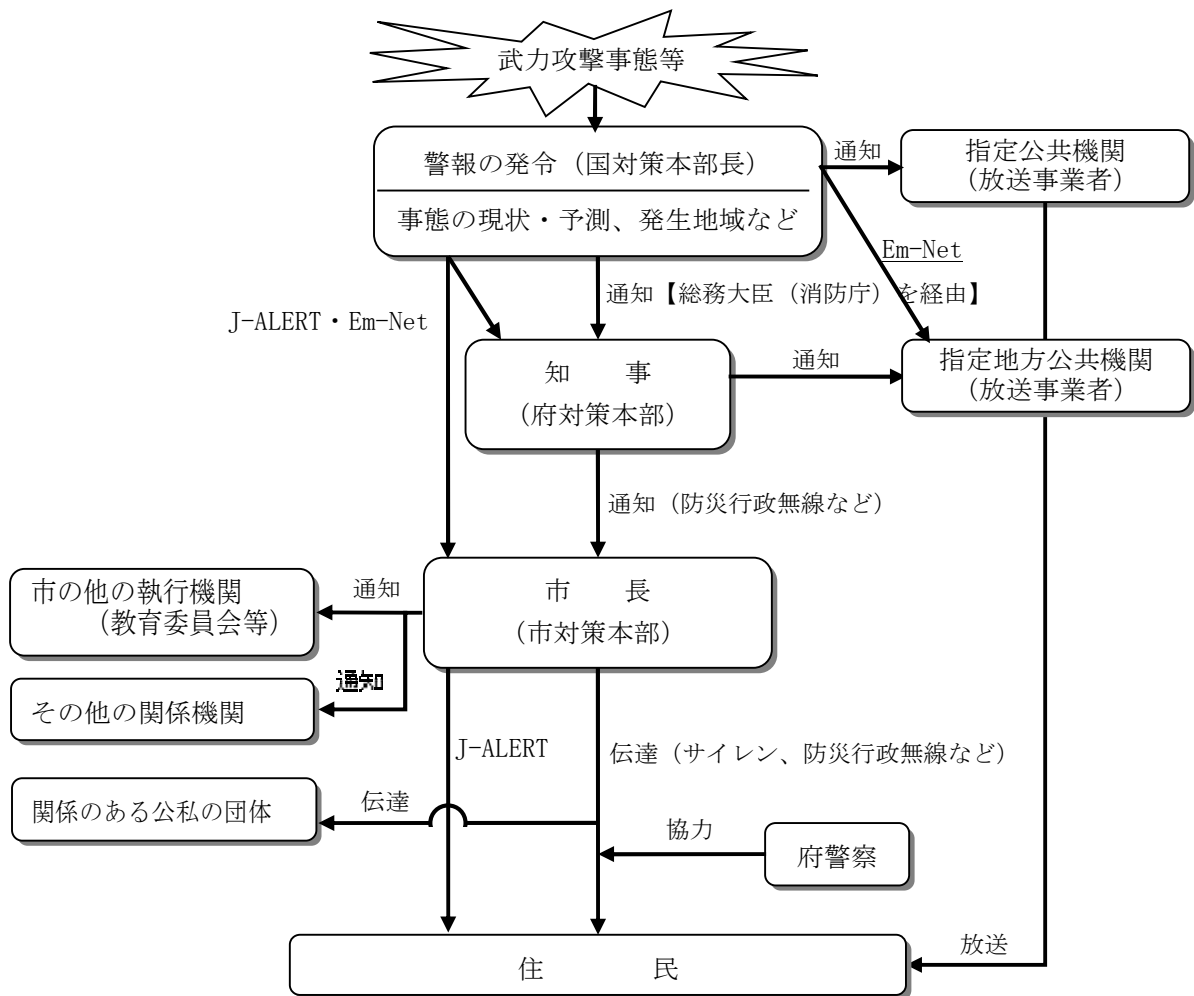 武力攻撃事態等
警報の発令（国対策本部長）
事態の現状・予測、発生地域など
通知
指定公共機関
（放送事業者）
Em-Net
通知【総務大臣（消防庁）を経由】
J-ALERT・Em-Net
知　　事
（府対策本部）
通知
指定地方公共機関
（放送事業者）
通知（防災行政無線など）
市　　長
（市対策本部）
通知
市の他の執行機関
（教育委員会等）
通知
その他の関係機関
J-ALERT
伝達（サイレン、防災行政無線など）
関係のある公私の団体
伝達
協力
府警察
放送
住　　　　民